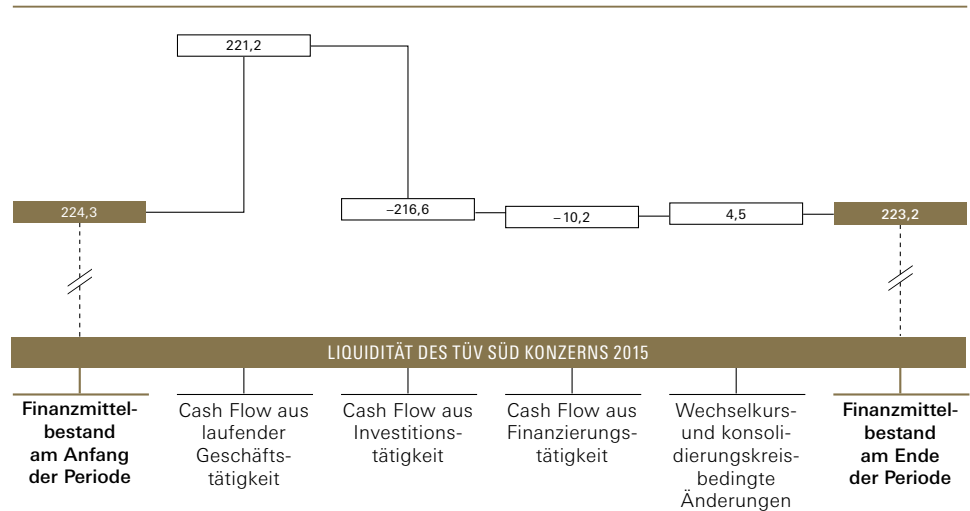 221,2
224,3
–216,6
–10,2
4,5
223,2
LIQUIDITÄT DES TÜV SÜD KONZERNS 2015
Finanzmittel-
bestand
am Anfang
der Periode
Cash Flow aus
laufender
Geschäfts-
tätigkeit
Cash Flow aus
Investitions-
tätigkeit
Cash Flow aus
Finanzierungs-
tätigkeit
Wechselkurs-
und konsoli-
dierungskreis-
bedingte
Änderungen
Finanzmittel-
bestand
am Ende
der Periode